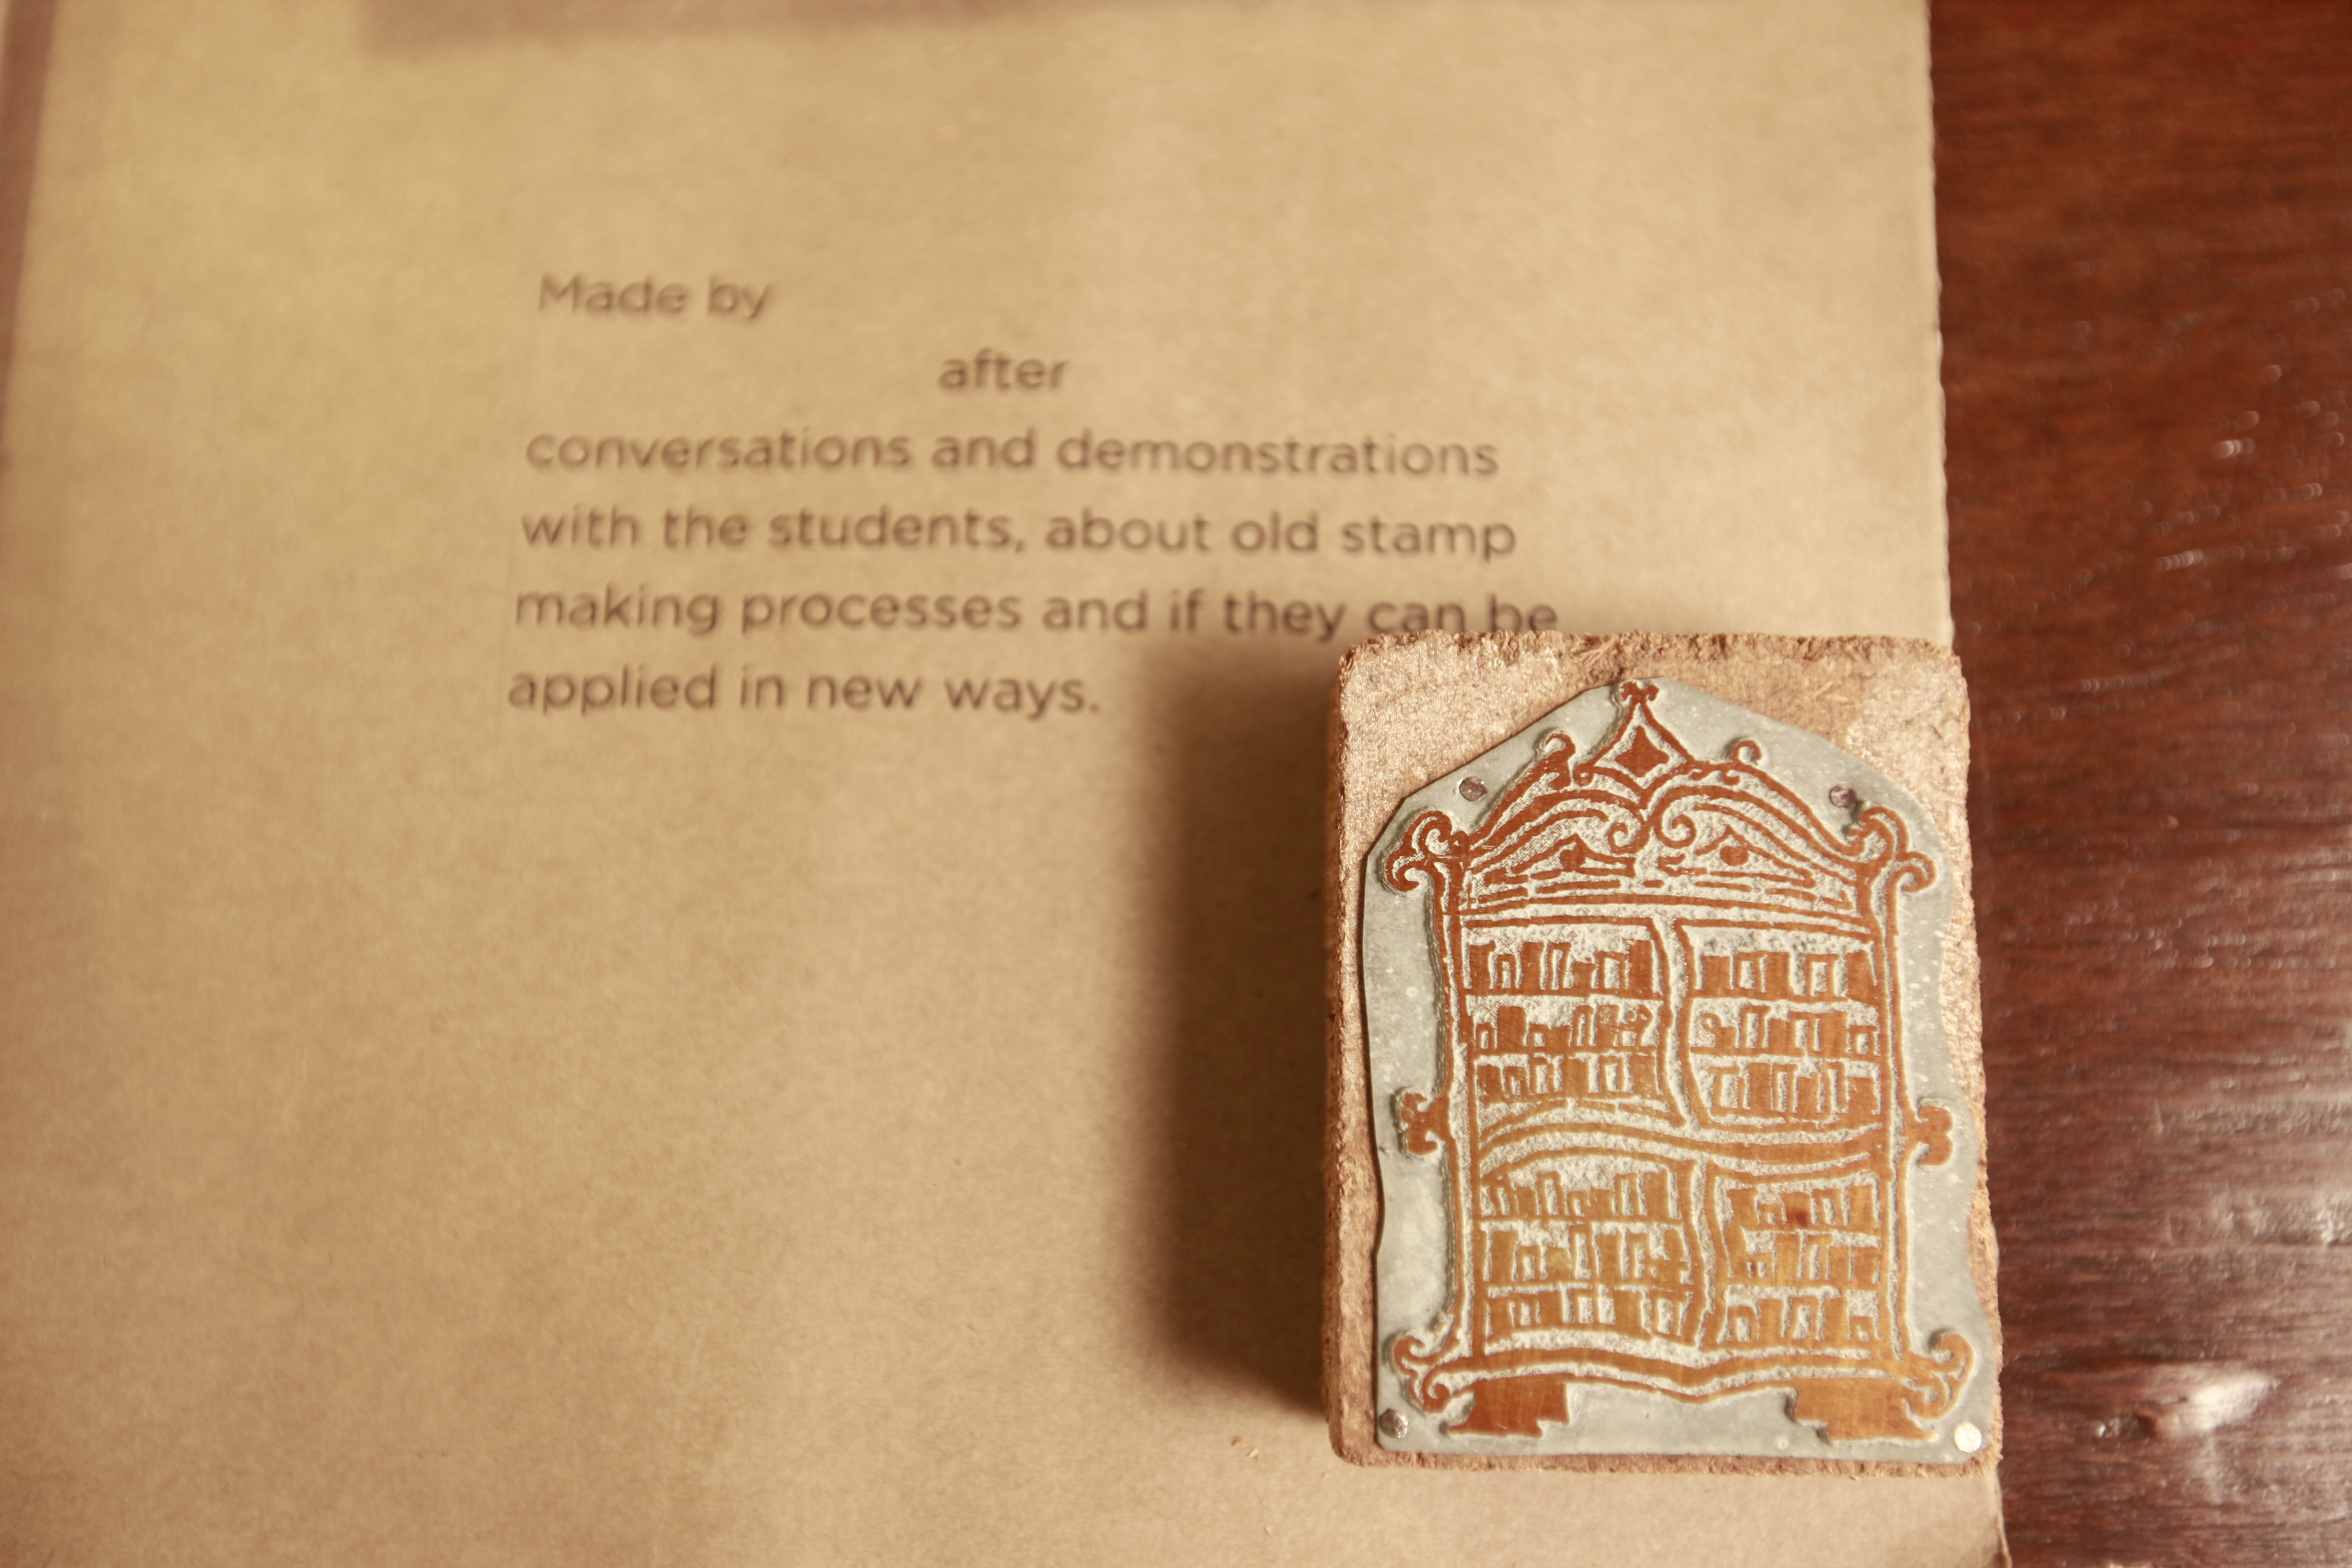 Made by
after
conversations and demonstrations
with the students, about old stamp
making processes and if they can be
applied in new ways.